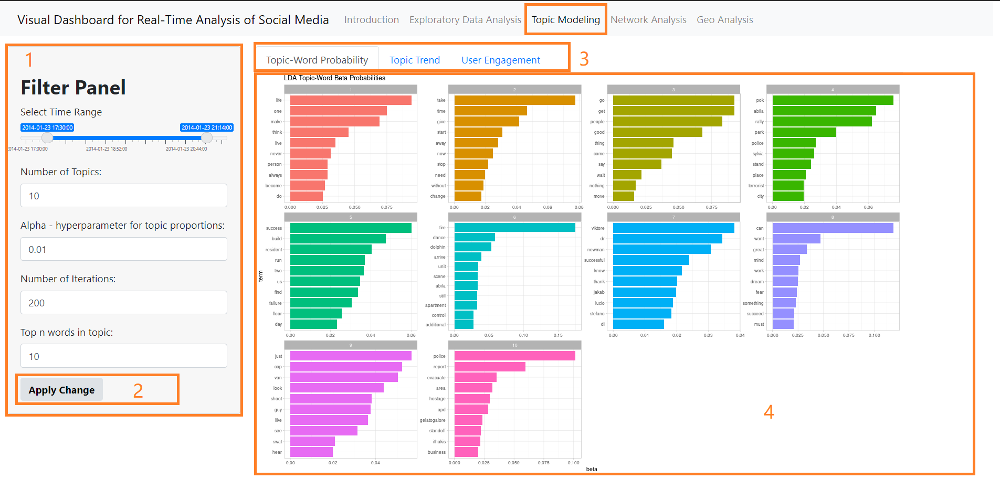 Visual Dashboard for Real-Time Analysis of Social Media Introduction Exploratory Data Analysis Topic Modeling Network Analysis Geo Analysis
1
Filter Panel
Select Time Range
2014-01-23 17:30:00 2014-01-23 21:14:00
2014-01-23 17:00:00 2014-01-23 18:52:00 2014-01-23 20:44:00
Number of Topics:
10
Alpha - hyperparameter for topic proportions:
0.01
Number of Iterations:
200
Top n words in topic:
10
Apply Change 2
Topic-Word Probability Topic Trend User Engagement 3
LDA Topic-Word Beta Probabilities
1
life
one
make
think
live
never
person
always
become
do
0.000 0.025 0.050 0.075
2
take
time
give
start
away
now
stop
need
without
change
0.00 0.02 0.04 0.06 0.08
3
go
get
people
good
thing
come
say
wait
nothing
move
0.000 0.025 0.050 0.075
4
pok
abila
rally
park
police
sylvia
stand
place
terrorist
city
0.00 0.02 0.04 0.06
5
success
build
resident
run
two
us
find
failure
floor
day
0.00 0.02 0.04 0.06
6
fire
dance
dolphin
arrive
unit
scene
abila
still
apartment
control
additional
0.00 0.05 0.10 0.15
7
viktore
dr
newman
successful
know
thank
jakab
lucio
stefano
di
0.00 0.01 0.02 0.03 0.04
8
can
want
great
mind
work
dream
fear
something
succeed
must
0.000 0.025 0.050 0.075 0.100
term
9
just
cop
van
look
shoot
guy
like
see
swat
hear
0.00 0.02 0.04
10
police
report
evacuate
area
hostage
apd
gelatogalore
standoff
ithakis
business
0.000 0.025 0.050 0.075 0.100
4
beta